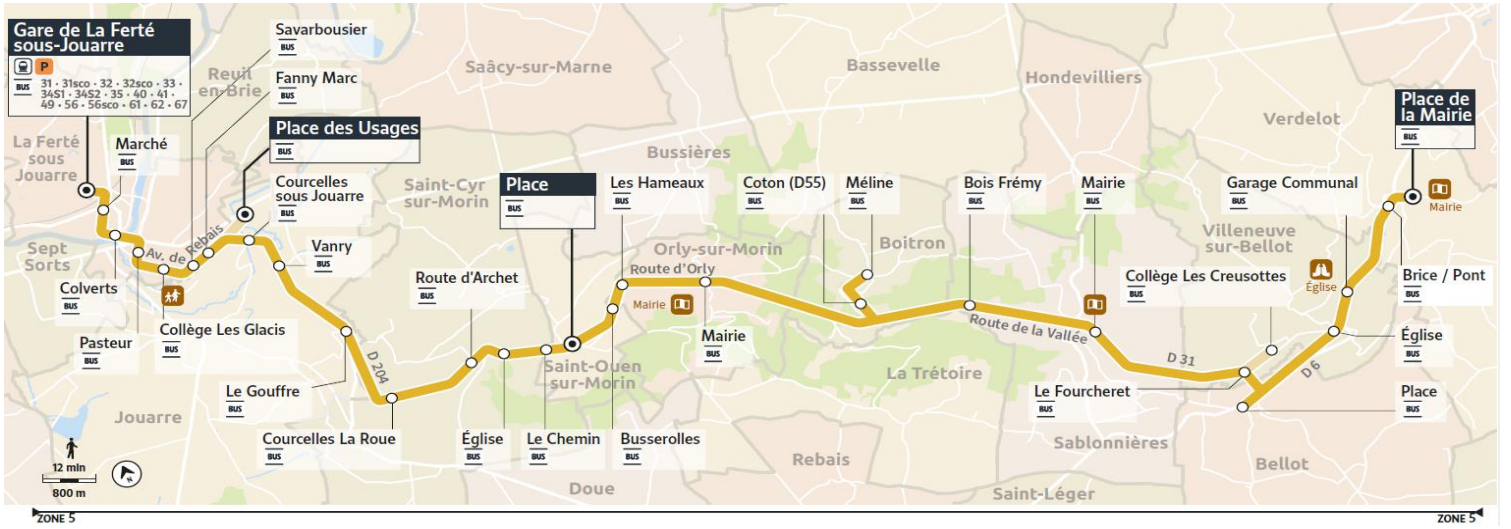 Gare de La Ferté
sous-Jouarre
P
BUS
31 · 31sco · 32 · 32sco · 33 ·
34S1 · 34S2 · 35 · 40 · 41 ·
49 · 56 · 56sco · 61 · 62 · 67
Savarbousier
BUS
Fanny Marc
BUS
Place des Usages
BUS
Marché
BUS
Courcelles
sous Jouarre
BUS
Vanry
BUS
Reuil
en-Brie
La Ferté
sous
Jouarre
Sept
Sorts
Av. de Rebais
Colverts
BUS
Pasteur
BUS
Collège Les Glacis
BUS
Le Gouffre
BUS
D 204
Courcelles La Roue
BUS
Jouarre
Saâcy-sur-Marne
Saint-Cyr
sur-Morin
Route d'Archet
BUS
Place
BUS
Église
BUS
Le Chemin
BUS
Busserolles
BUS
Saint-Ouen
sur-Morin
Doue
Bussières
Les Hameaux
BUS
Route d'Orly
Orly-sur-Morin
Mairie
Mairie
BUS
Coton (D55)
BUS
Méline
BUS
Bassevelle
Boitron
Bois Frémy
BUS
Mairie
BUS
Hondevilliers
Route de la Vallée
La Trétoire
Rebais
Saint-Léger
Sablonnières
Le Fourcheret
BUS
D 31
Collège Les Creusottes
BUS
Garage Communal
BUS
Villeneuve
sur-Bellot
Église
Verdelot
Place de
la Mairie
BUS
Mairie
Brice / Pont
BUS
Église
BUS
Place
BUS
D 6
Bellot
12 min
800 m
N
ZONE 5
ZONE 5